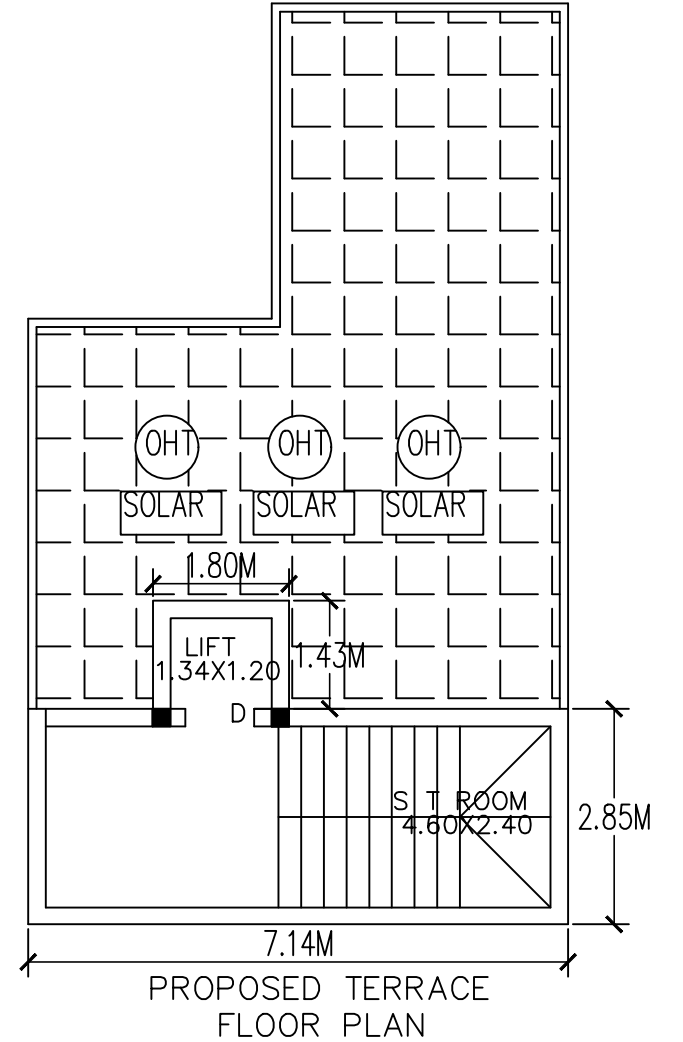 OHT OHT OHT
SOLAR SOLAR SOLAR
1.80M
LIFT
1.34X1.20
1.43M
D
S T ROOM
4.60X2.40
2.85M
7.14M
PROPOSED TERRACE
FLOOR PLAN